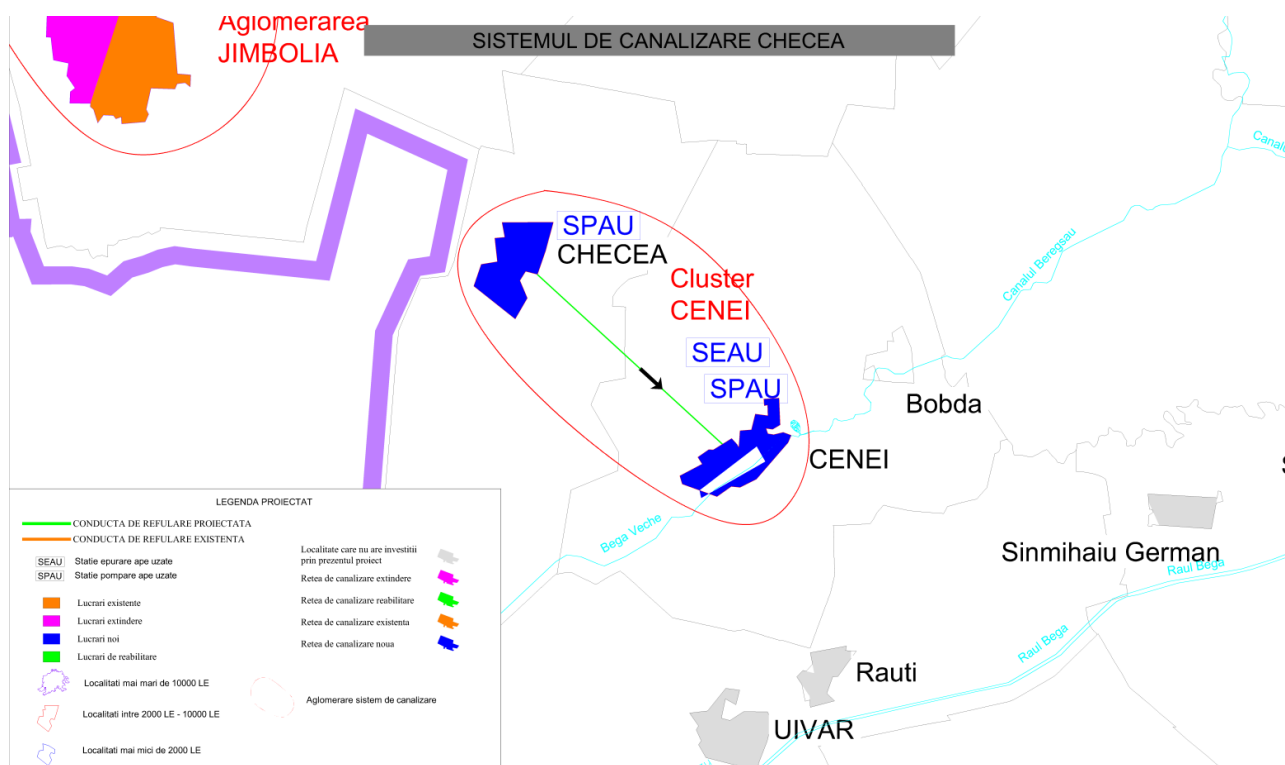 Aglomerarea
JIMBOLIA
SISTEMUL DE CANALIZARE CHECEA
SPAU
CHECEA
Cluster
CENEI
SEAU
SPAU
CENEI
Bobda
Canalul Beregsau
Bega Veche
Sinmihaiu German
Raul Bega
Raul Bega
Rauti
UIVAR
LEGENDA PROIECTAT
CONDUCTA DE REFULARE PROIECTATA
CONDUCTA DE REFULARE EXISTENTA
SEAU Statie epurare ape uzate
SPAU Statie pompare ape uzate
Lucrari existente
Lucrari extindere
Lucrari noi
Lucrari de reabilitare
Localitati mai mari de 10000 LE
Localitati intre 2000 LE - 10000 LE
Localitati mai mici de 2000 LE
Localitate care nu are investitii
prin prezentul proiect
Retea de canalizare extindere
Retea de canalizare reabilitare
Retea de canalizare existenta
Retea de canalizare noua
Aglomerare sistem de canalizare